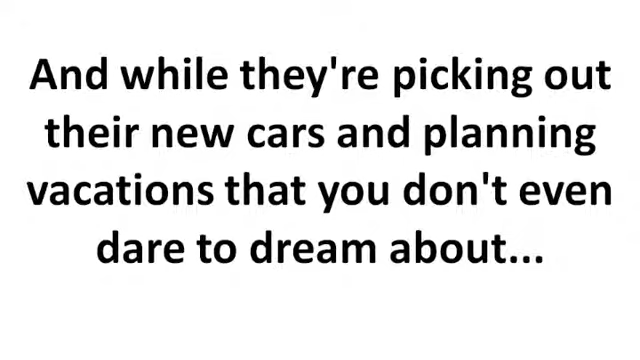 And while they're picking out
their new cars and planning
vacations that you don't even
dare to dream about...